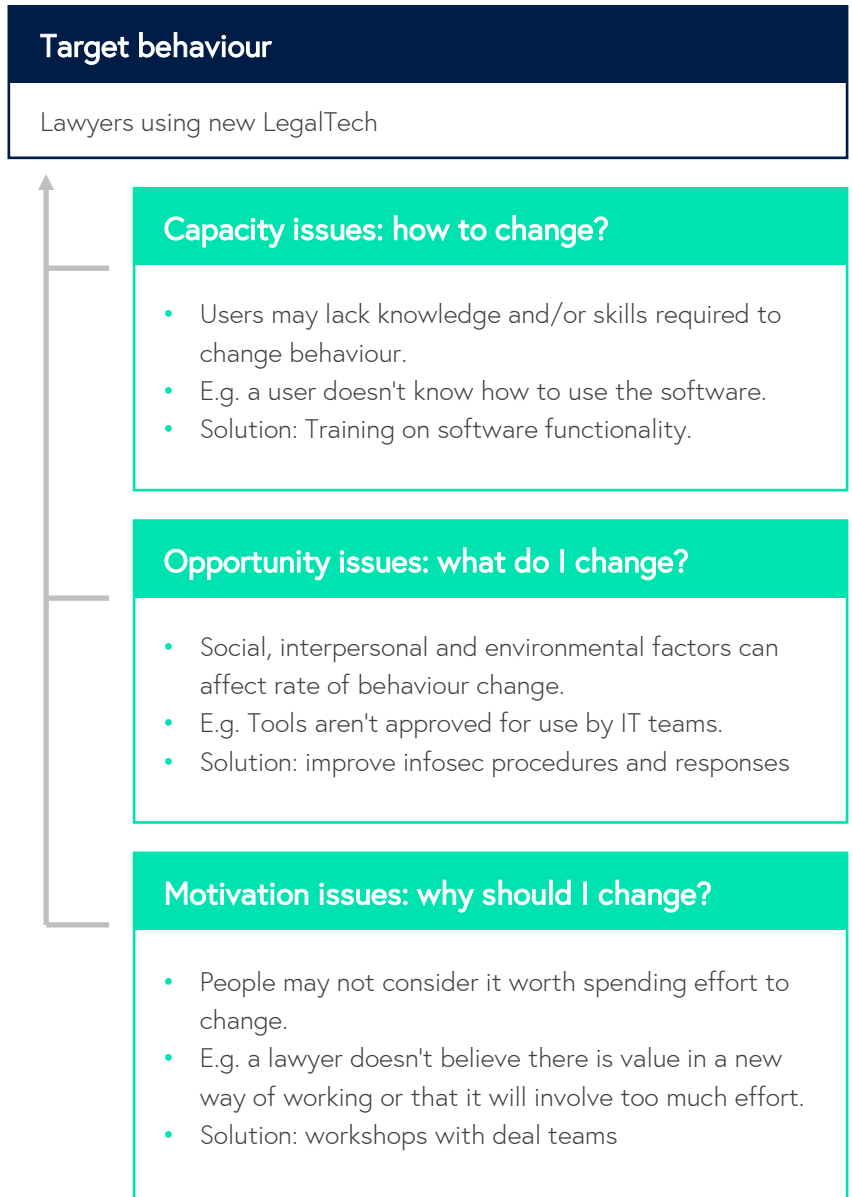 Target behaviour
Lawyers using new LegalTech
Capacity issues: how to change?
• Users may lack knowledge and/or skills required to
change behaviour.
• E.g. a user doesn't know how to use the software.
• Solution: Training on software functionality.
Opportunity issues: what do I change?
• Social, interpersonal and environmental factors can
affect rate of behaviour change.
• E.g. Tools aren't approved for use by IT teams.
• Solution: improve infosec procedures and responses
Motivation issues: why should I change?
• People may not consider it worth spending effort to
change.
• E.g. a lawyer doesn't believe there is value in a new
way of working or that it will involve too much effort.
• Solution: workshops with deal teams